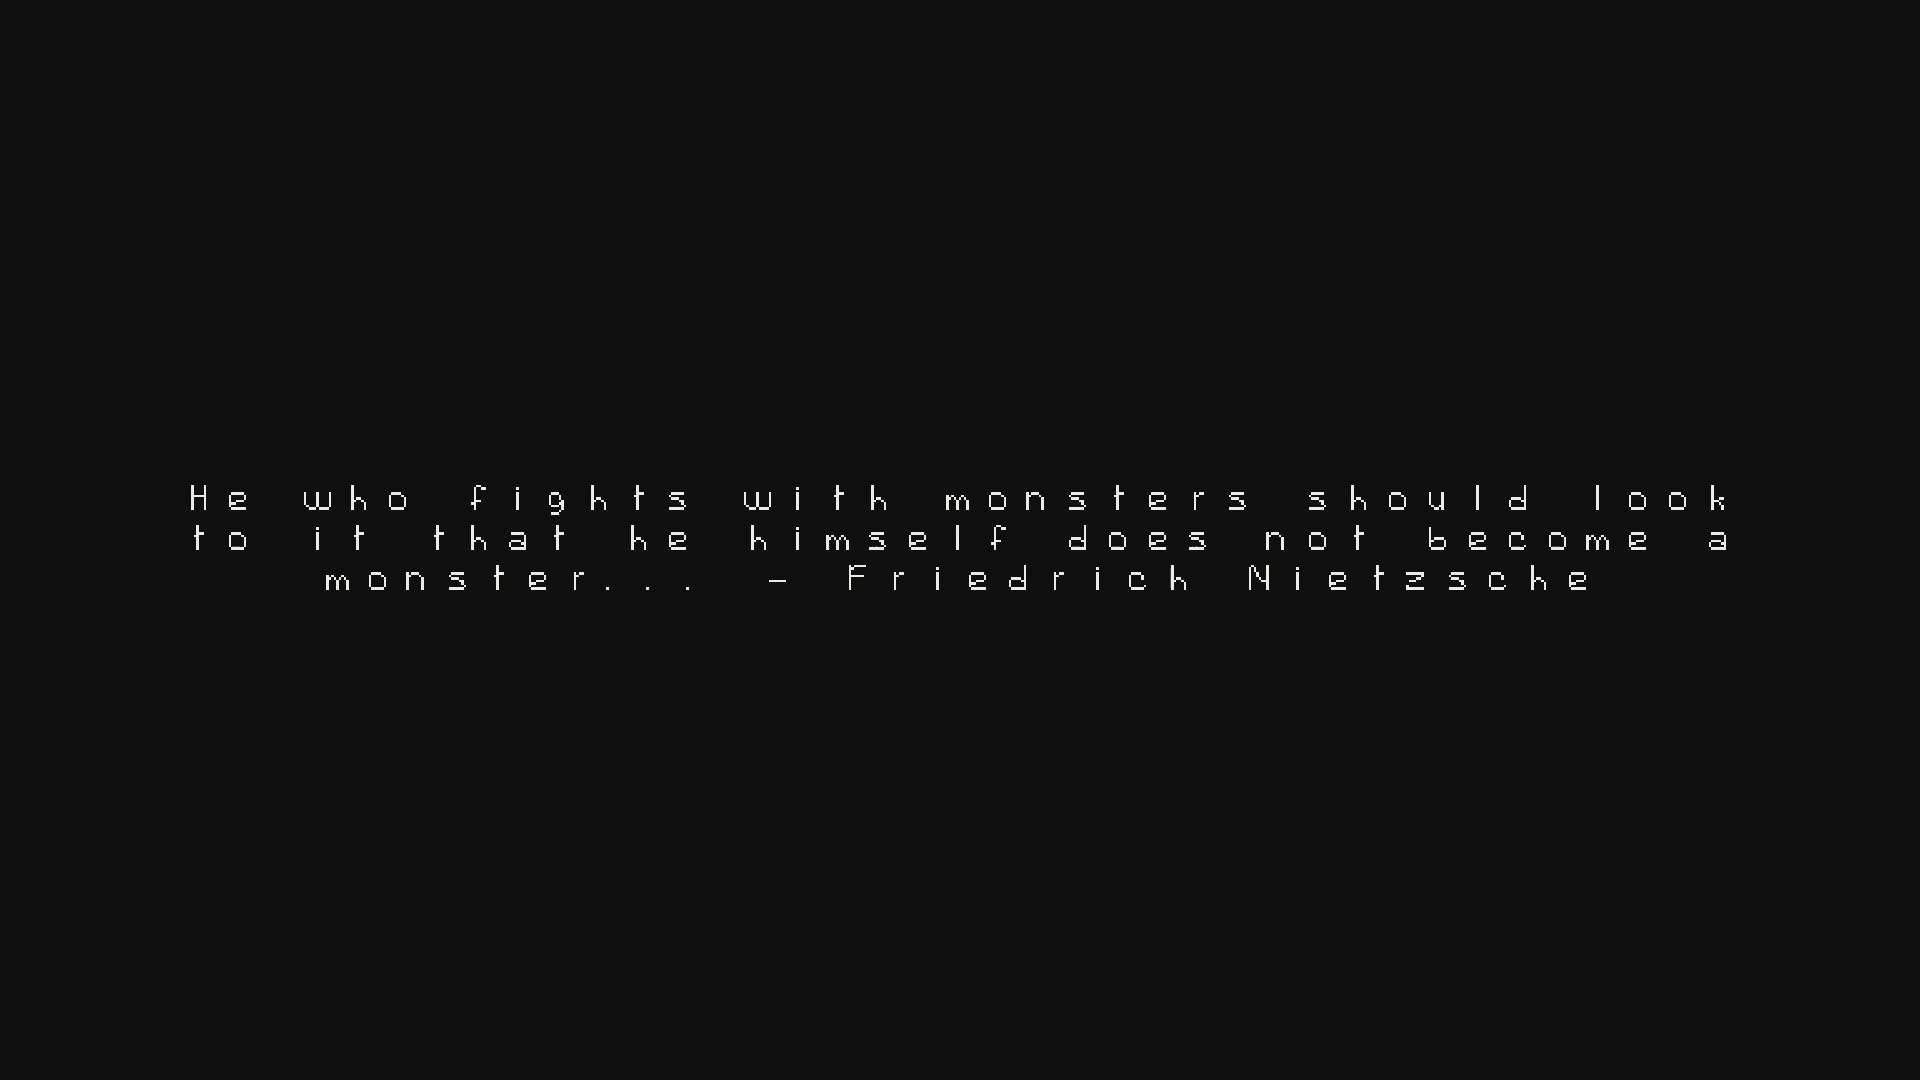 He who fights with monsters should look
to it that he himself does not become a
monster... - Friedrich Nietzsche